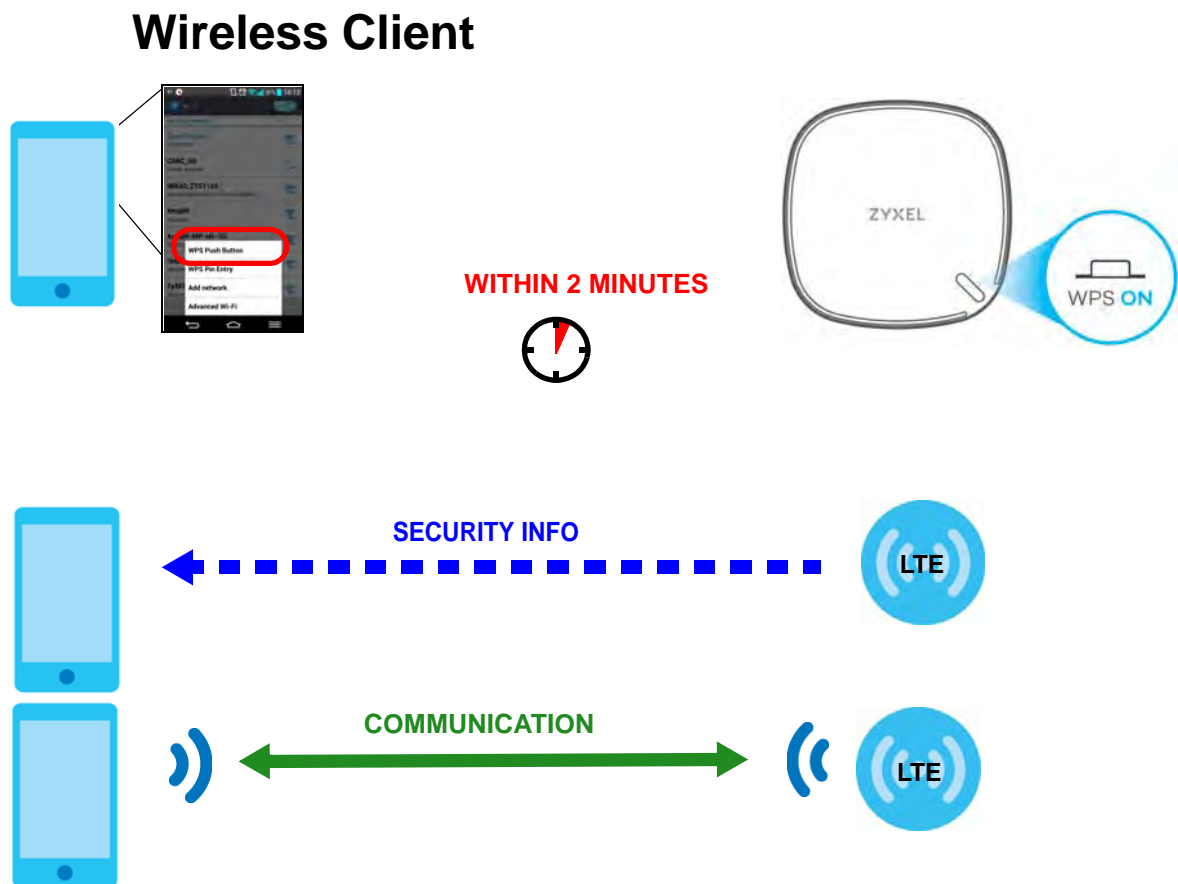 Wireless Client
WPS Push Button
WPS Pin Entry
Add network
Advanced Wi-Fi
ZYXEL
WPS ON
WITHIN 2 MINUTES
SECURITY INFO
LTE
COMMUNICATION
LTE